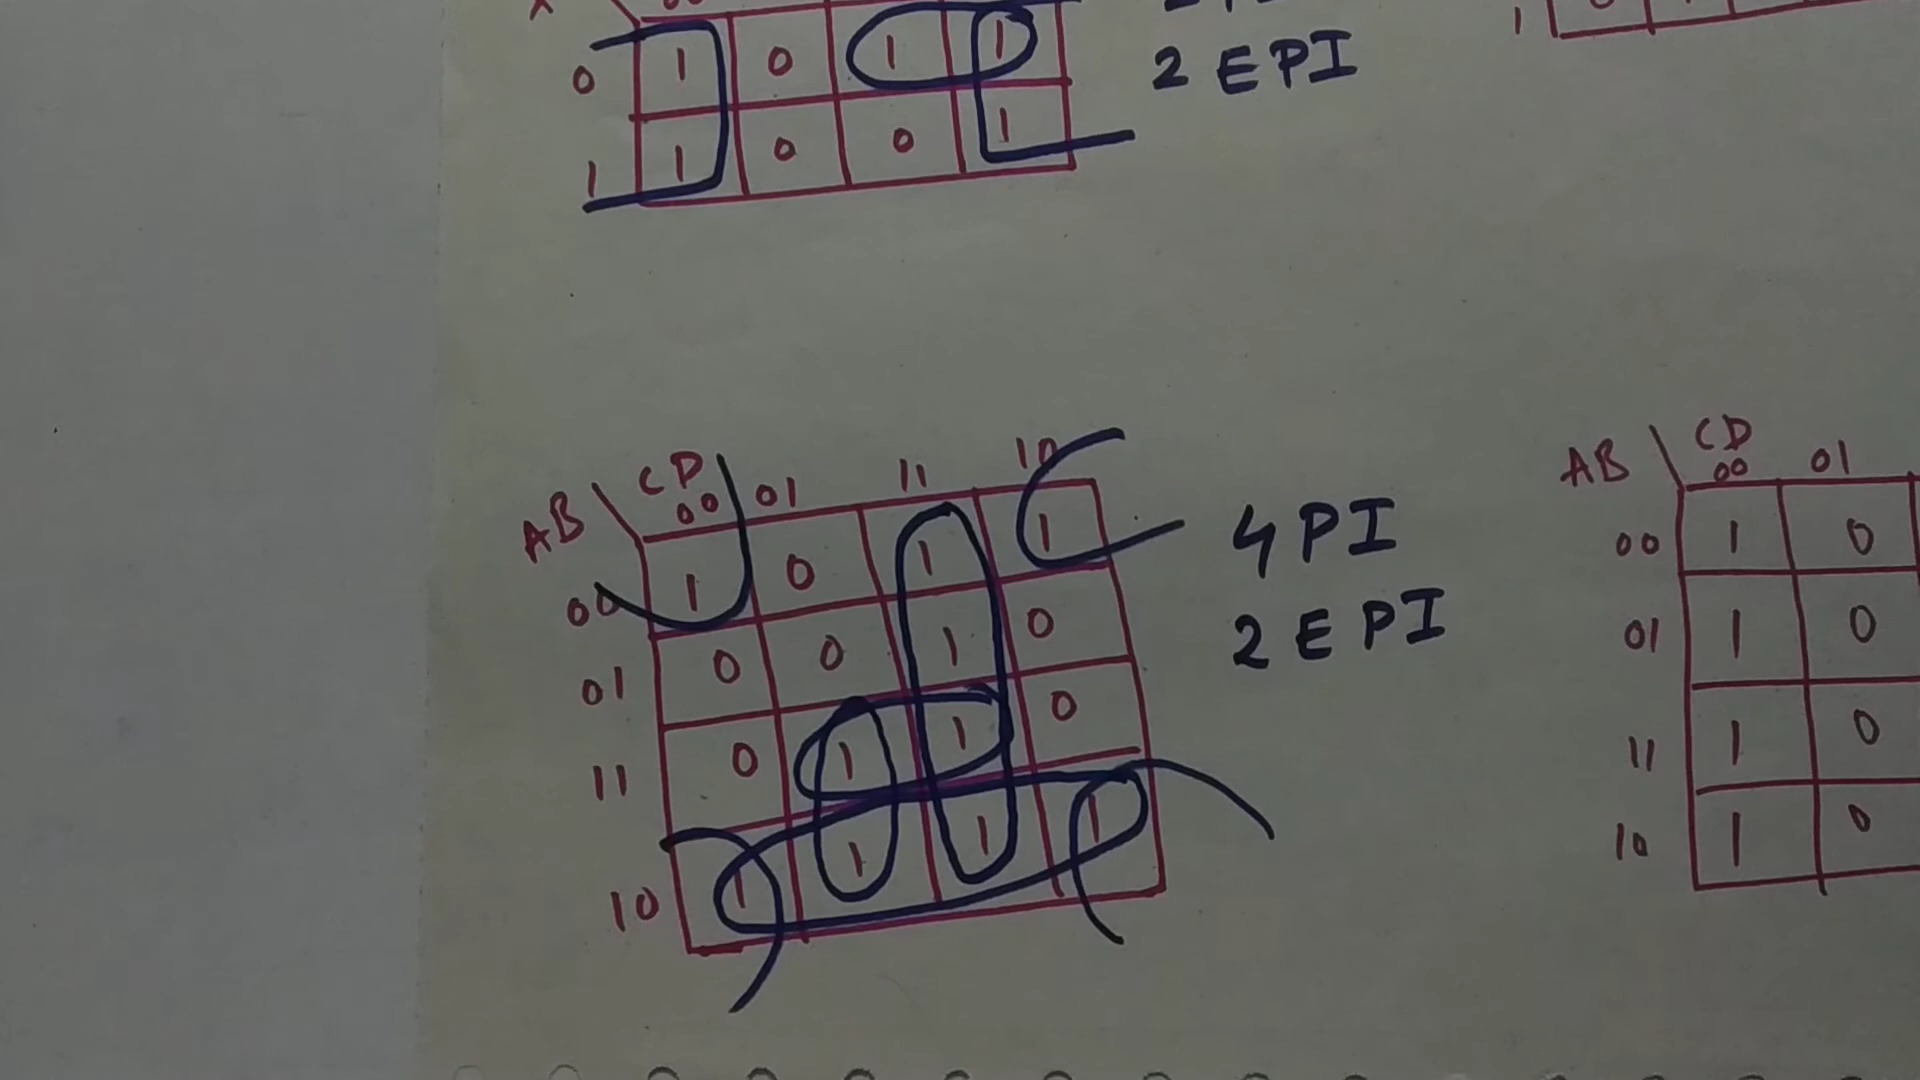 0 1 0 1 1
2 EPI
1 1 0 0 1
1 0
AB CD 00 01 11 10
00 1 0 1 1
4 PI
01 0 0 1 0
2 EPI
11 0 1 1 0
10 1 1 1 1
AB CD 00 01
00 1 0
01 1 0
11 1 0
10 1 0